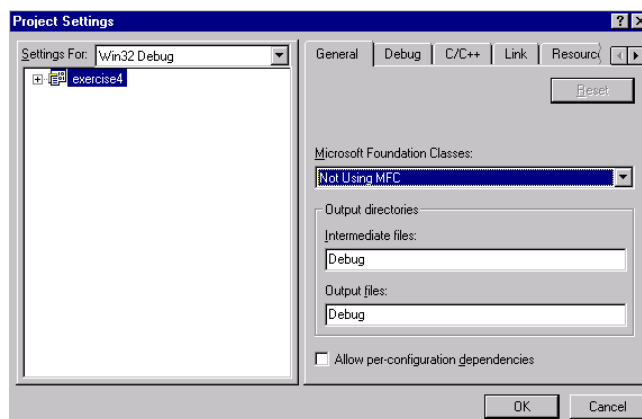 Project Settings
Settings For: Win32 Debug
exercise4
General Debug C/C++ Link Resourc
Reset
Microsoft Foundation Classes:
Not Using MFC
Output directories
Intermediate files:
Debug
Output files:
Debug
Allow per-configuration dependencies
OK Cancel